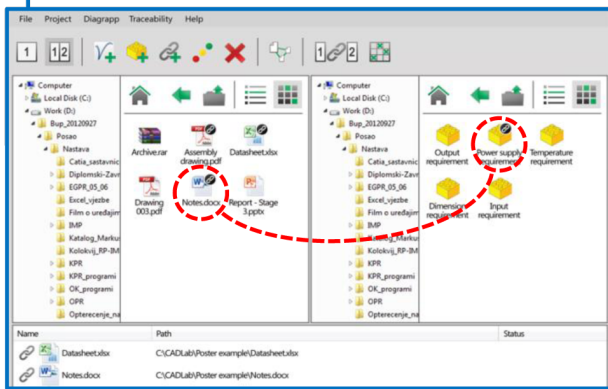 File Project Diagrapp Traceability Help
1 12 1 2
Computer
Local Disk (C:)
Work (D:)
Bup_20120927
Posao
Nastava
Catia_sastavnic
Diplomski-Zavr
EGPR_05_06
Excel_vjezbe
Film o uređajim
IMP
Katalog_Markus
Kolokvij_RP-IM
KPR
KPR_programi
OK_programi
OPR
Opterecenje_na
Archive.rar
Assembly
drawing.pdf
Datasheet.xlsx
Drawing
003.pdf
Notes.docx
Report - Stage
3.pptx
Computer
Local Disk (C:)
Work (D:)
Bup_20120927
Posao
Nastava
Catia_sastavnic
Diplomski-Zavr
EGPR_05_06
Excel_vjezbe
Film o uređajim
IMP
Katalog_Markus
Kolokvij_RP-IM
KPR
KPR_programi
OK_programi
OPR
Opterecenje_na
Output
requirement
Power supply
requirement
Temperature
requirement
Dimension
requirement
Input
requirement
Name Path Status
Datasheet.xlsx C:\CADLab\Poster example\Datasheet.xlsx
Notes.docx C:\CADLab\Poster example\Notes.docx